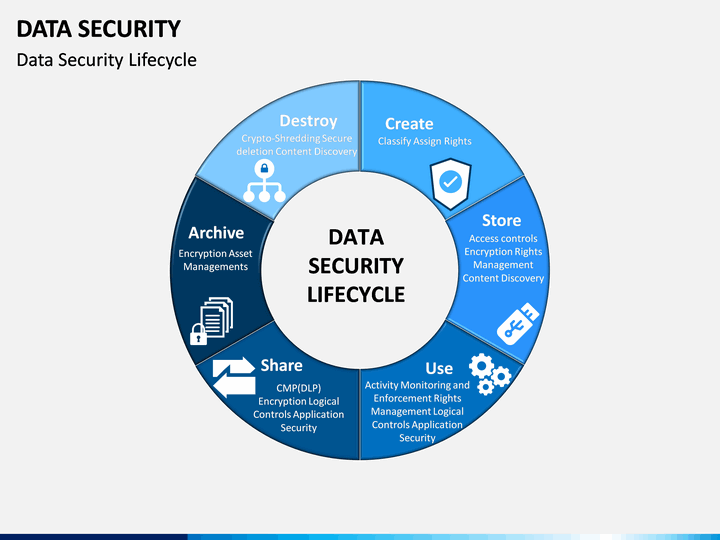 DATA SECURITY
Data Security Lifecycle
Destroy
Crypto-Shredding Secure
deletion Content Discovery
Create
Classify Assign Rights
Store
Access controls
Encryption Rights
Management
Content Discovery
Archive
Encryption Asset
Managements
DATA
SECURITY
LIFECYCLE
Share
CMP(DLP)
Encryption Logical
Controls Application
Security
Use
Activity Monitoring and
Enforcement Rights
Management Logical
Controls Application
Security